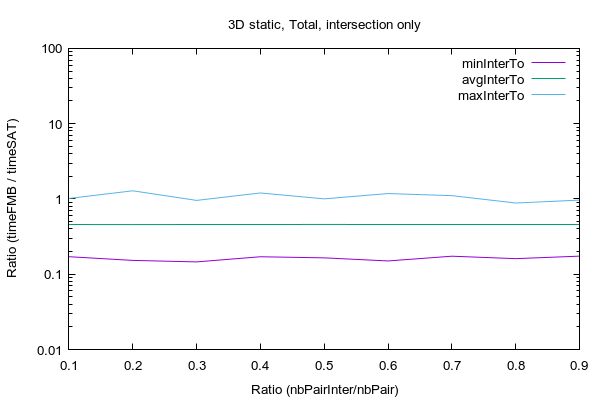 3D static, Total, intersection only
100
10
1
0.1
0.01
Ratio (timeFMB / timeSAT)
minInterTo
avgInterTo
maxInterTo
0.1 0.2 0.3 0.4 0.5 0.6 0.7 0.8 0.9
Ratio (nbPairInter/nbPair)